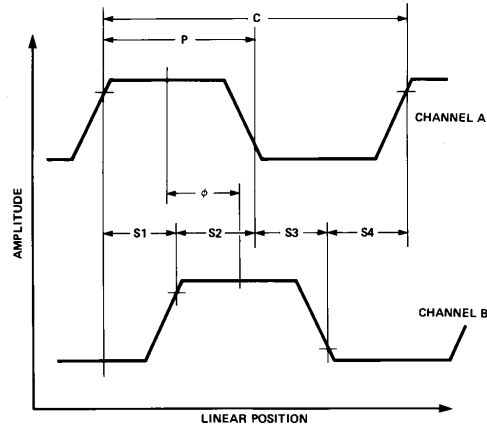 C
P
CHANNEL A
ϕ
S1 S2 S3 S4
AMPLITUDE
CHANNEL B
LINEAR POSITION